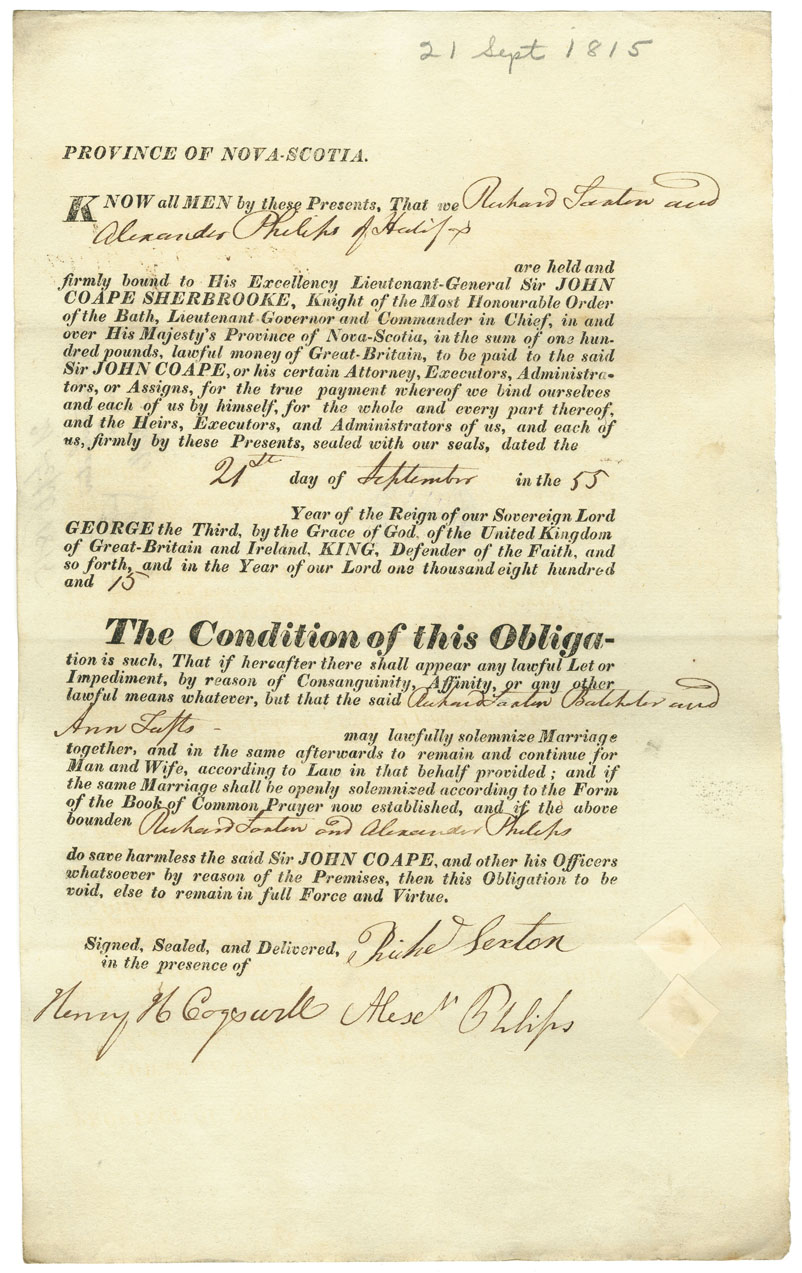 21 Sept 1815
PROVINCE OF NOVA-SCOTIA.
KNOW all MEN by these Presents, That we Richard Saxton and
Alexander Philips of Halifax
are held and
firmly bound to His Excellency Lieutenant-General Sir JOHN
COAPE SHERBROOKE, Knight of the Most Honourable Order
of the Bath, Lieutenant Governor and Commander in Chief, in and
over His Majesty's Province of Nova-Scotia, in the sum of one hun-
dred pounds, lawful money of Great-Britain, to be paid to the said
Sir JOHN COAPE, or his certain Attorney, Executors, Administra-
tors, or Assigns, for the true payment whereof we bind ourselves
and each of us by himself, for the whole and every part thereof,
and the Heirs, Executors, and Administrators of us, and each of
us, firmly by these Presents, sealed with our seals, dated the
21st day of September in the 55
Year of the Reign of our Sovereign Lord
GEORGE the Third, by the Grace of God, of the United Kingdom
of Great-Britain and Ireland, KING, Defender of the Faith, and
so forth, and in the Year of our Lord one thousand eight hundred
and 15
The Condition of this Obliga-
tion is such, That if hereafter there shall appear any lawful Let or
Impediment, by reason of Consanguinity, Affinity, or any other
lawful means whatever, but that the said Richard Saxton Batchelor and
Ann Tufts - may lawfully solemnize Marriage
together, and in the same afterwards to remain and continue for
Man and Wife, according to Law in that behalf provided; and if
the same Marriage shall be openly solemnized according to the Form
of the Book of Common Prayer now established, and if the above
bounden Richard Saxton and Alexander Philips
do save harmless the said Sir JOHN COAPE, and other his Officers
whatsoever by reason of the Premises, then this Obligation to be
void, else to remain in full Force and Virtue.
Signed, Sealed, and Delivered, Richd Sexton
in the presence of
Henry H Cogswell Alexr Philips